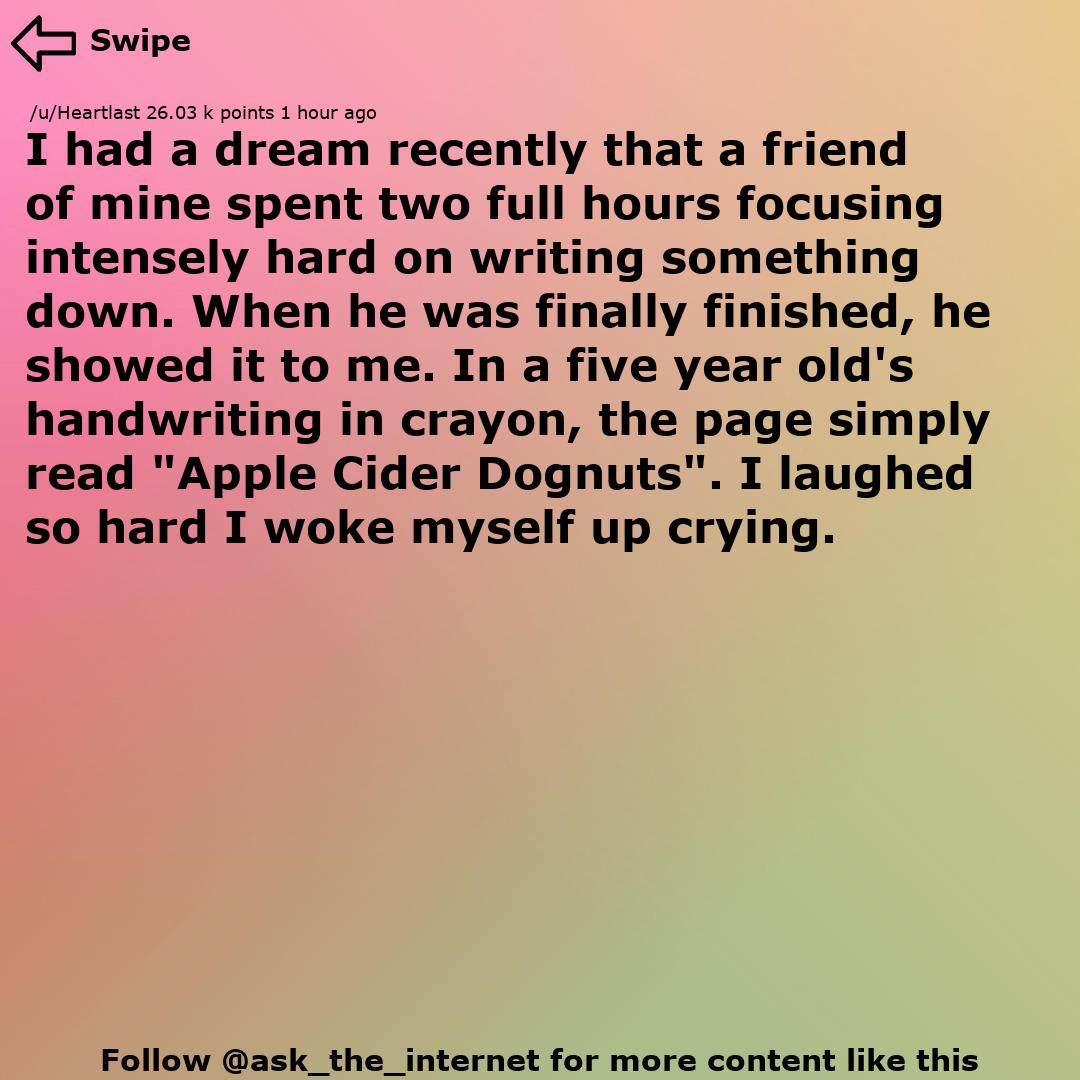 Swipe
/u/Heartlast 26.03 k points 1 hour ago
I had a dream recently that a friend
of mine spent two full hours focusing
intensely hard on writing something
down. When he was finally finished, he
showed it to me. In a five year old's
handwriting in crayon, the page simply
read "Apple Cider Dognuts". I laughed
so hard I woke myself up crying.
Follow @ask_the_internet for more content like this